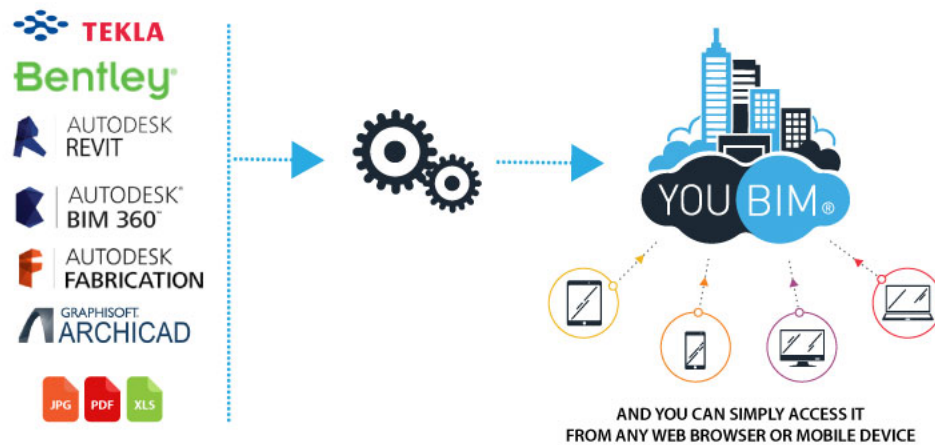 TEKLA
Bentley®
AUTODESK
REVIT
AUTODESK®
BIM 360™
AUTODESK
FABRICATION
GRAPHISOFT.
ARCHICAD
JPG PDF XLS
YOU BIM®
AND YOU CAN SIMPLY ACCESS IT
FROM ANY WEB BROWSER OR MOBILE DEVICE